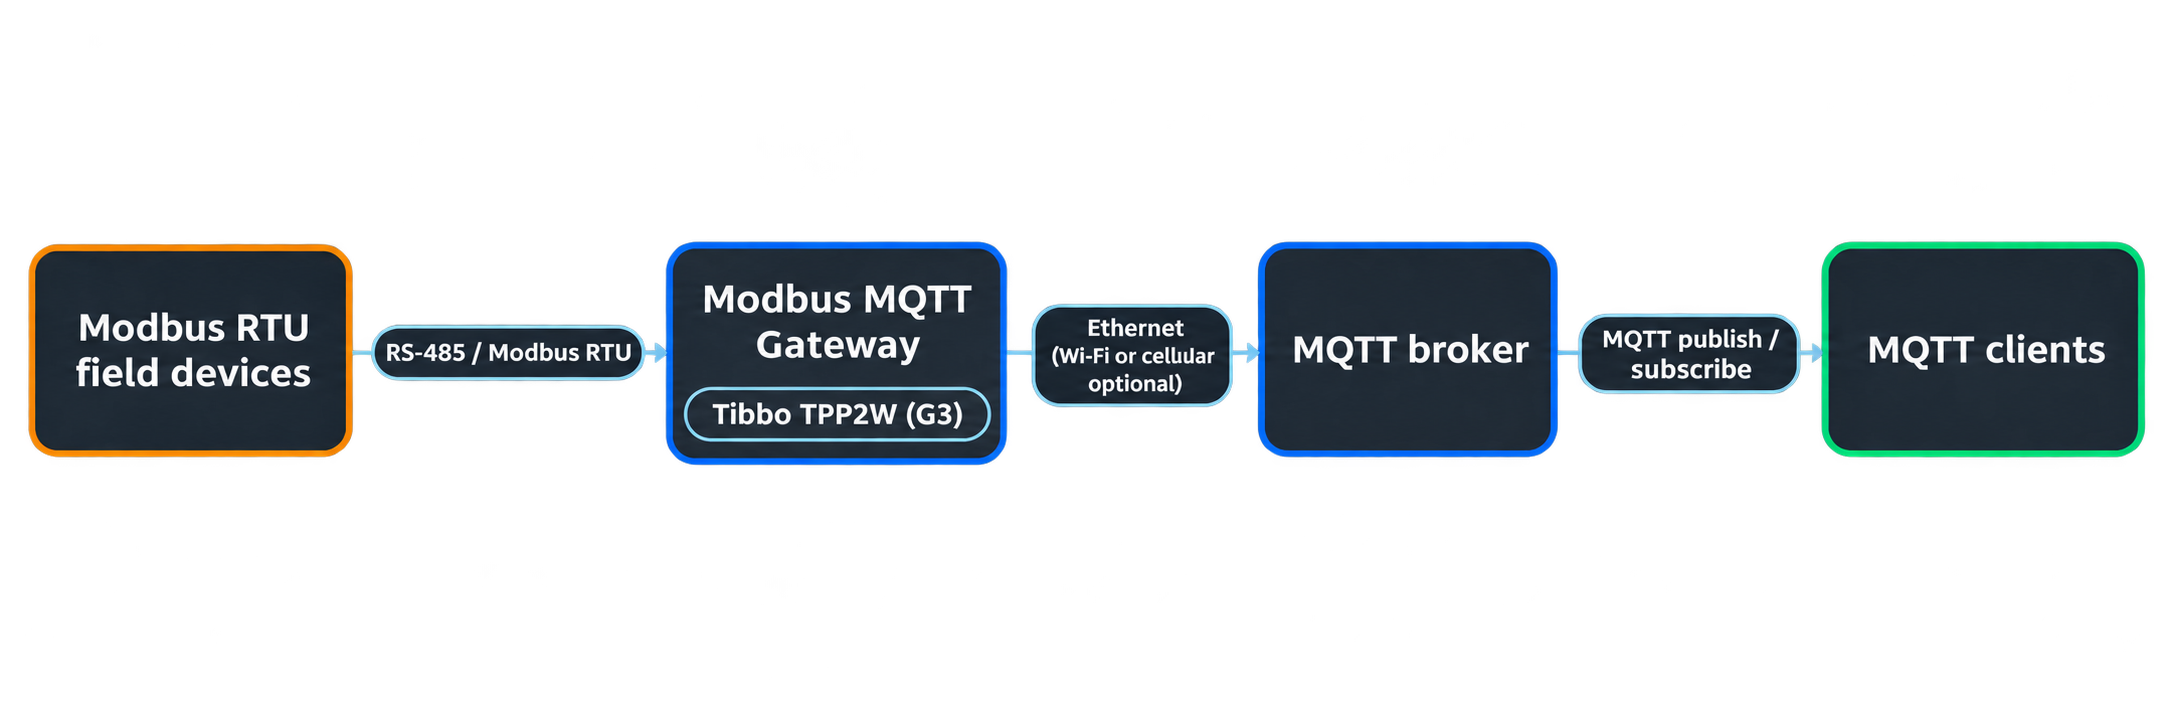 Modbus RTU
field devices
RS-485 / Modbus RTU
Modbus MQTT
Gateway
Tibbo TPP2W (G3)
Ethernet
(Wi-Fi or cellular
optional)
MQTT broker
MQTT publish /
subscribe
MQTT clients